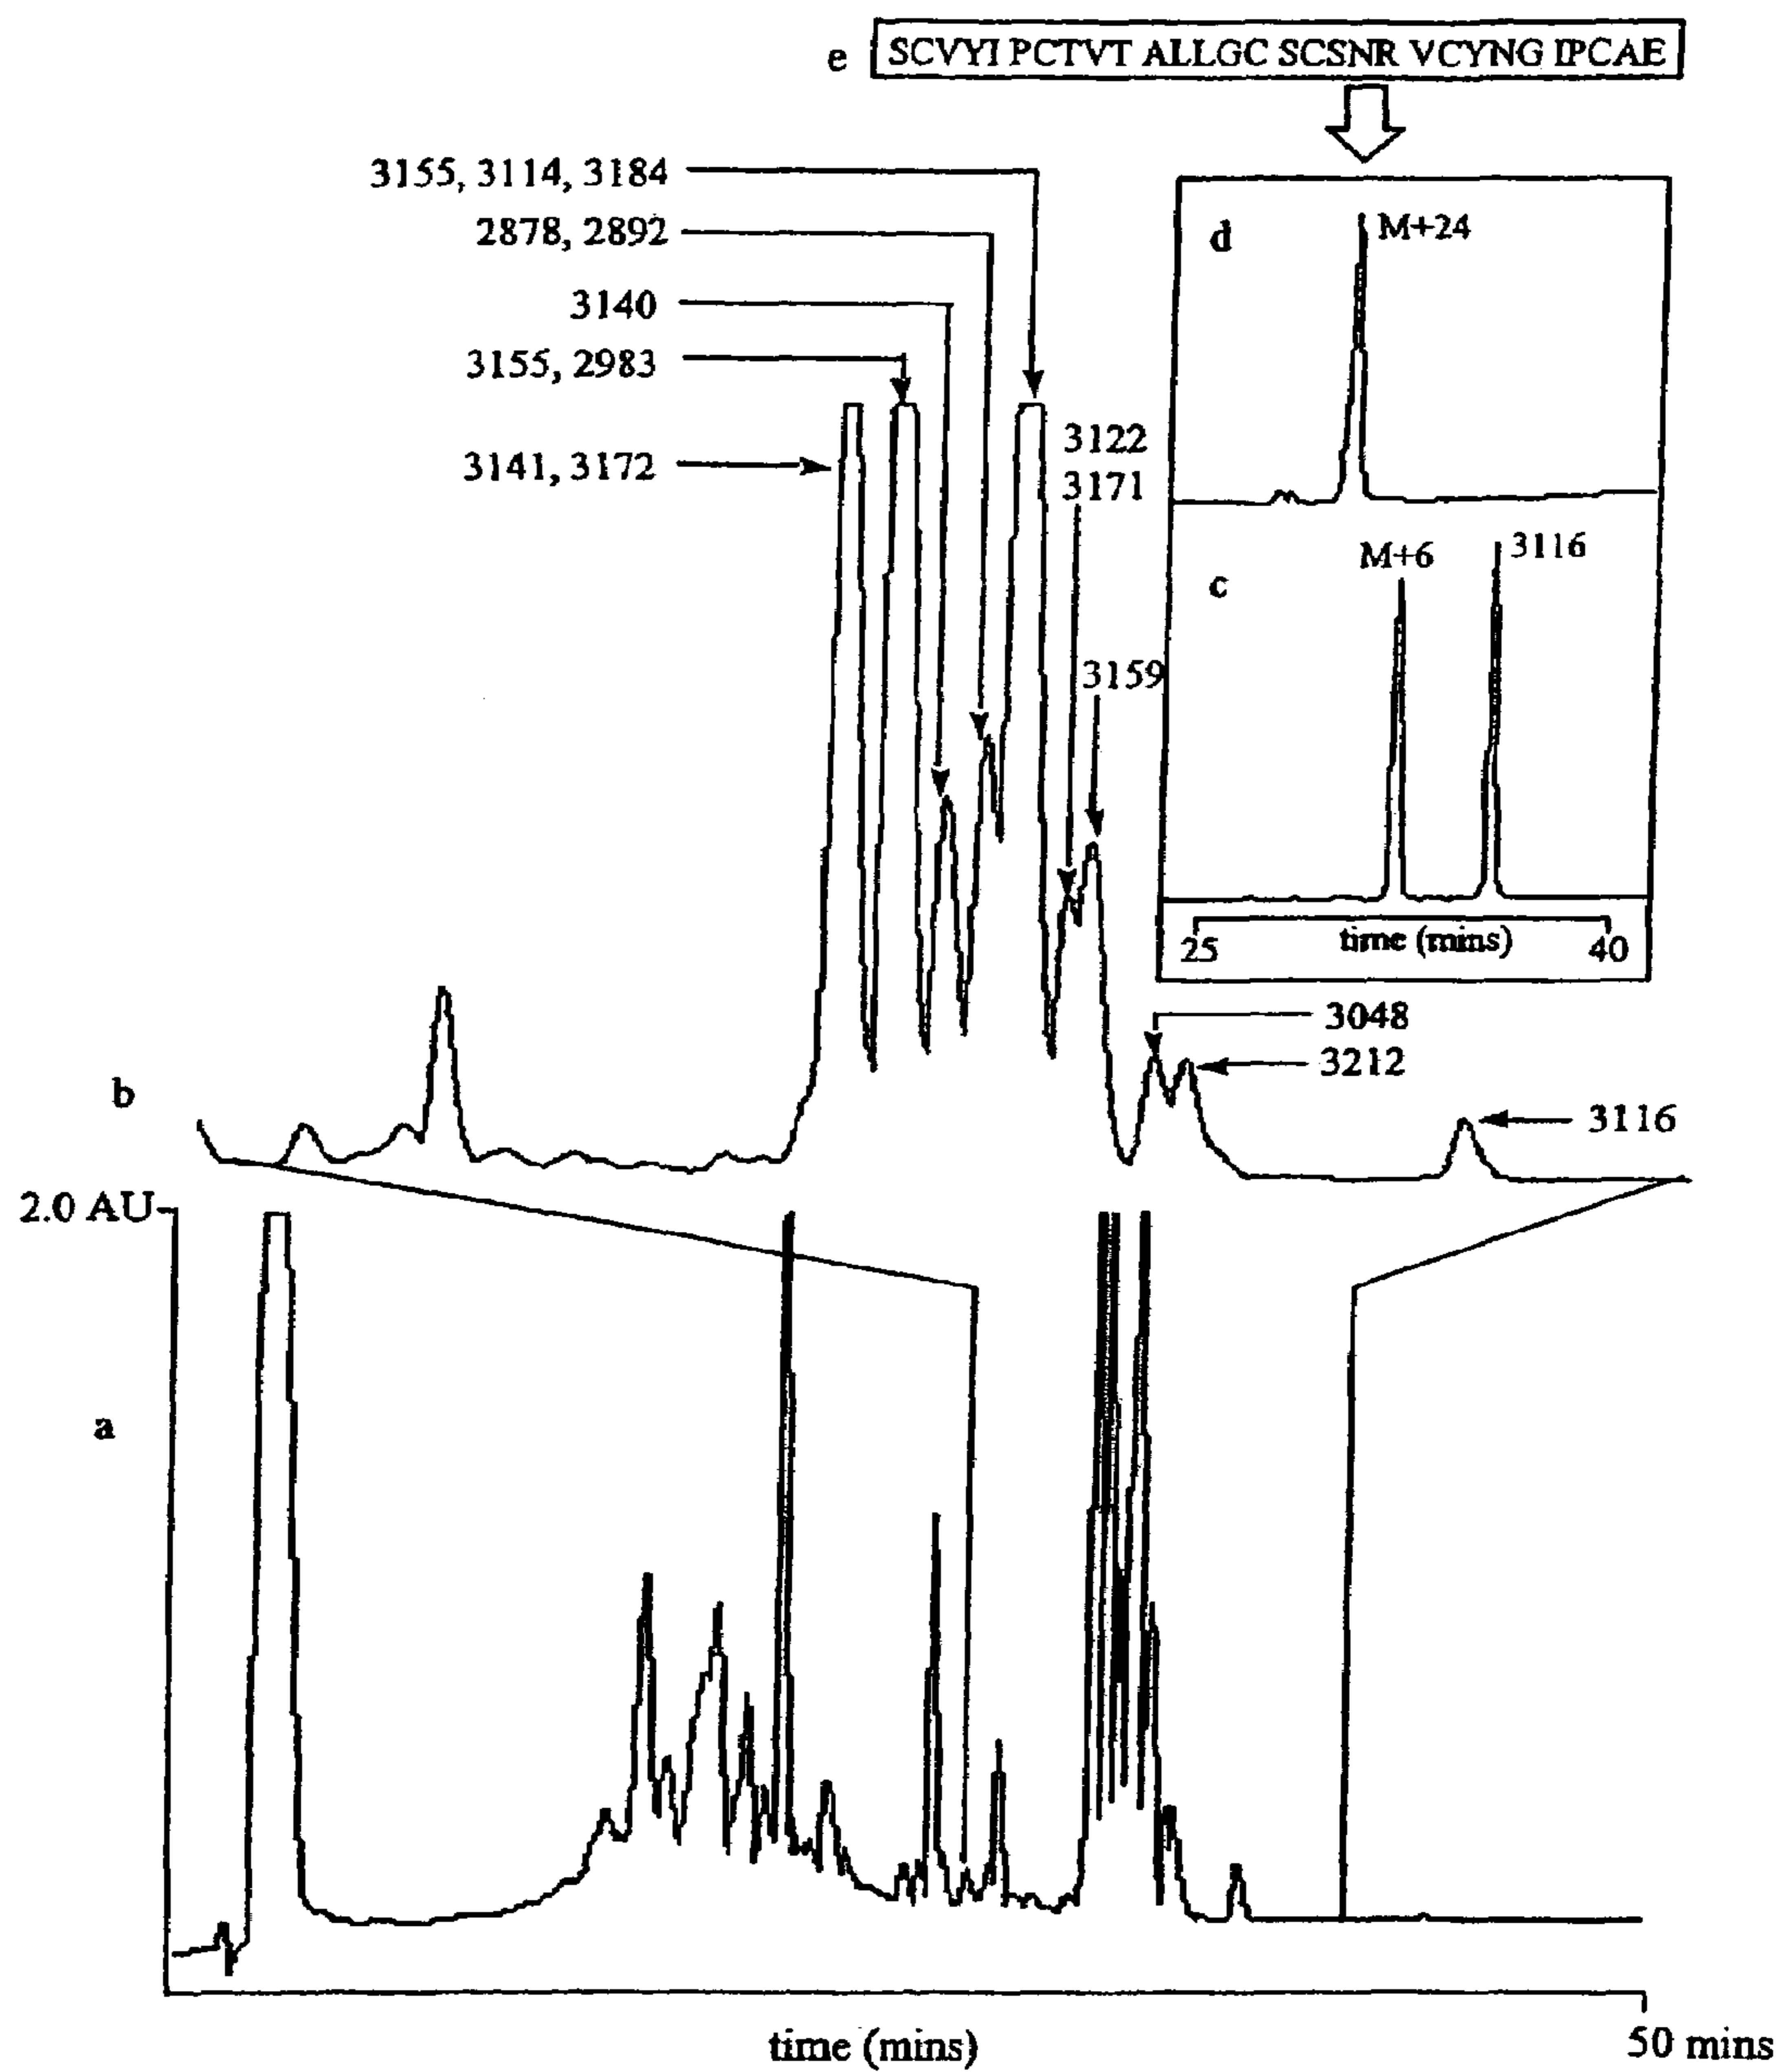 e SCVYI PCTVT ALLGC SCSNR VCYNG IPCAE
3155, 3114, 3184
2878, 2892
3140
3155, 2983
3141, 3172
3122
3171
3159
d M+24
c M+6 3116
25 time (mins) 40
3048
3212
b 3116
2.0 AU
a
time (mins) 50 mins